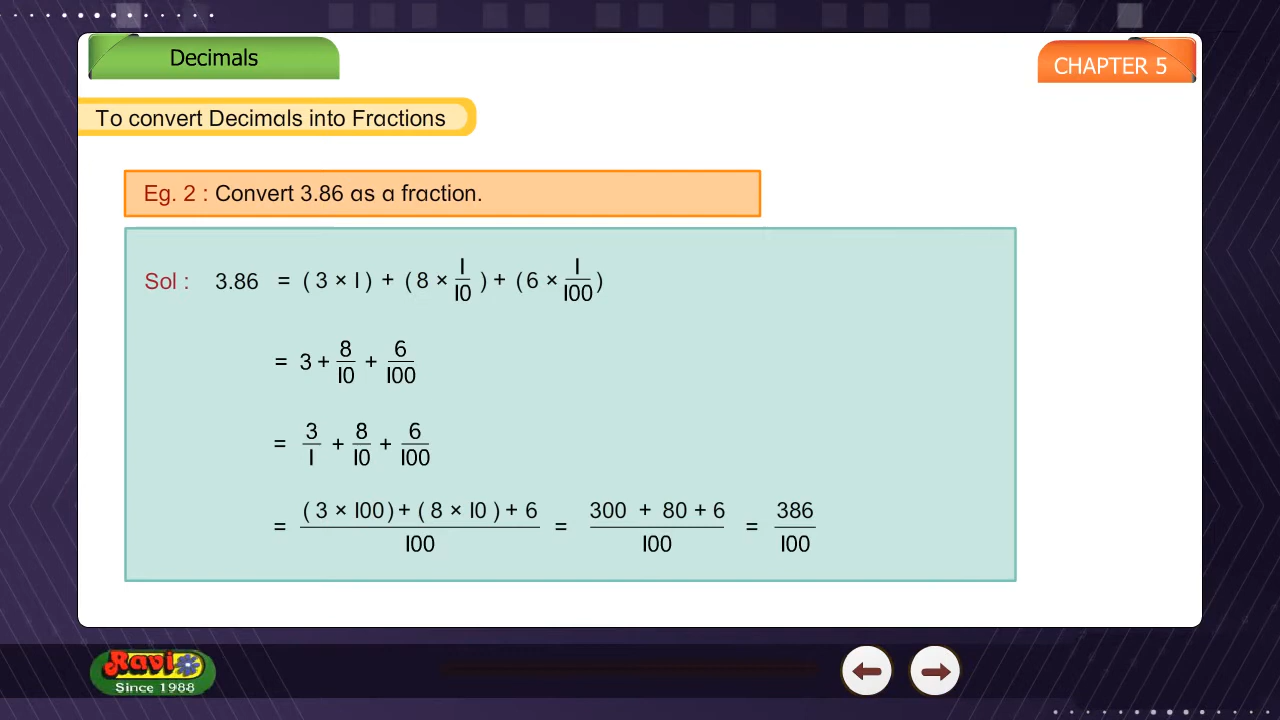 Decimals
CHAPTER 5
To convert Decimals into Fractions
Eg. 2 : Convert 3.86 as a fraction.
Sol : 3.86 = ( 3 × 1 ) + ( 8 × 1/10 ) + ( 6 × 1/100 )
= 3 + 8/10 + 6/100
= 3/1 + 8/10 + 6/100
= ( 3 × 100 ) + ( 8 × 10 ) + 6 / 100 = 300 + 80 + 6 / 100 = 386/100
Ravi
Since 1988